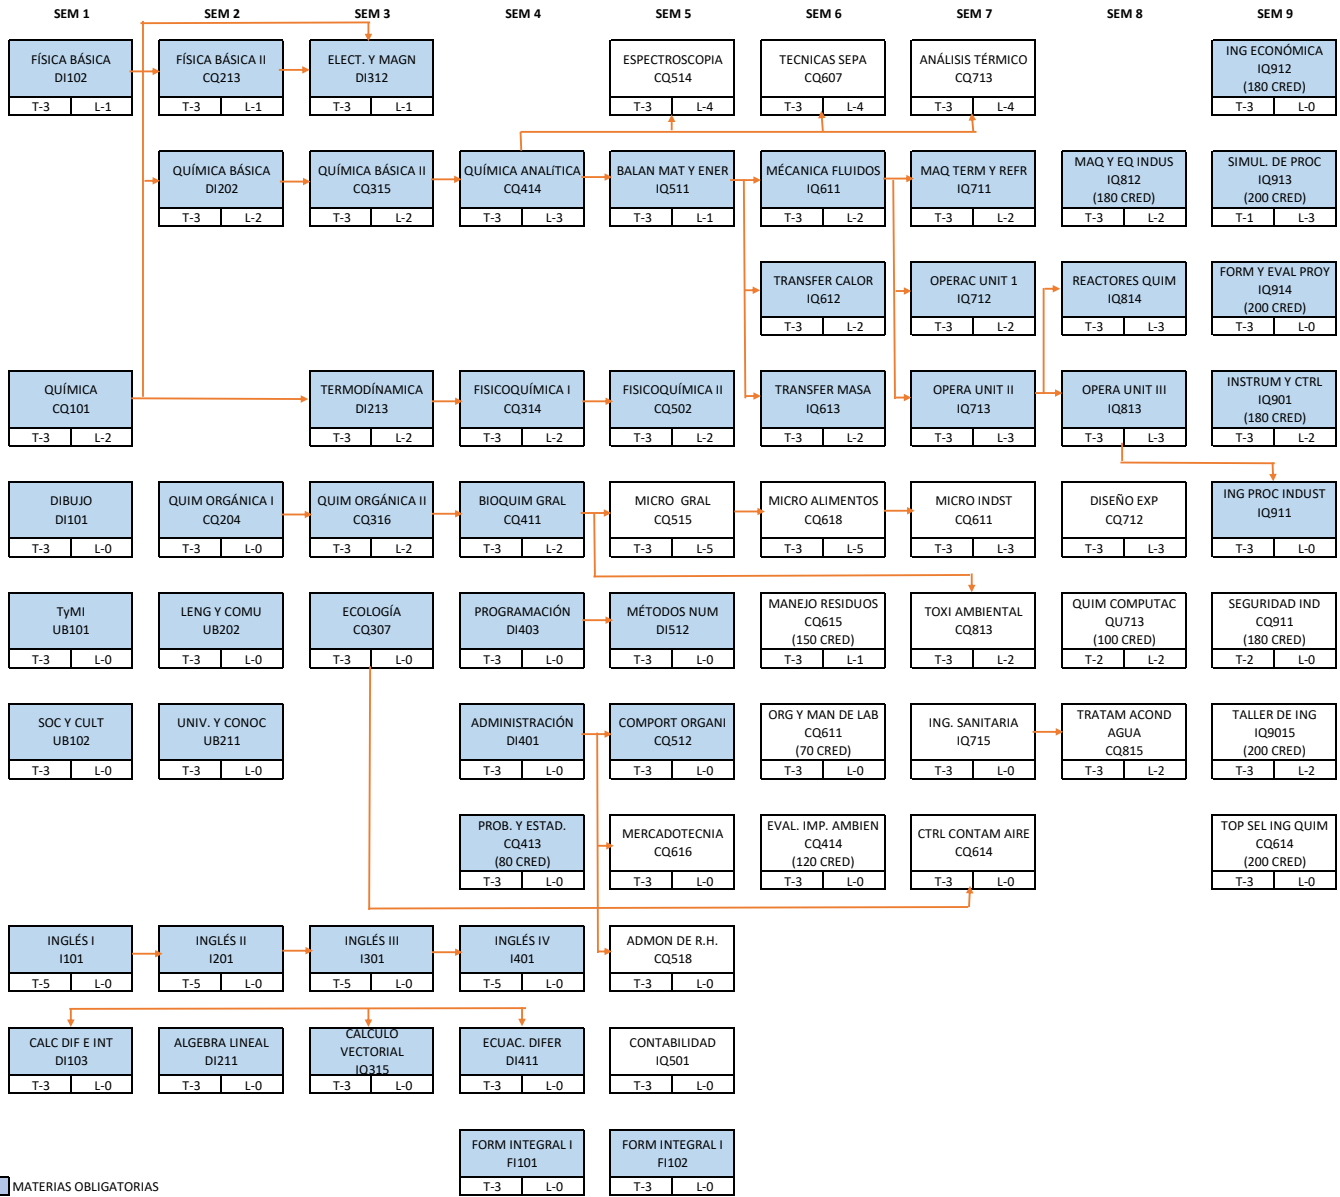 SEM 1 SEM 2 SEM 3 SEM 4 SEM 5 SEM 6 SEM 7 SEM 8 SEM 9
FÍSICA BÁSICA FÍSICA BÁSICA II ELECT. Y MAGN ESPECTROSCOPIA TECNICAS SEPA ANÁLISIS TÉRMICO ING ECONÓMICA
DI102 CQ213 DI312 CQ514 CQ607 CQ713 IQ912
(180 CRED)
T-3 L-1 T-3 L-1 T-3 L-1 T-3 L-4 T-3 L-4 T-3 L-4 T-3 L-0
QUÍMICA BÁSICA QUÍMICA BÁSICA II QUÍMICA ANALíTICA BALAN MAT Y ENER MÉCANICA FLUIDOS MAQ TERM Y REFR MAQ Y EQ INDUS SIMUL. DE PROC
DI202 CQ315 CQ414 IQ511 IQ611 IQ711 IQ812 IQ913
(180 CRED) (200 CRED)
T-3 L-2 T-3 L-2 T-3 L-3 T-3 L-1 T-3 L-2 T-3 L-2 T-3 L-2 T-1 L-3
TRANSFER CALOR OPERAC UNIT 1 REACTORES QUIM FORM Y EVAL PROY
IQ612 IQ712 IQ814 IQ914
(200 CRED)
T-3 L-2 T-3 L-2 T-3 L-3 T-3 L-0
QUÍMICA TERMODÍNAMICA FISICOQUÍMICA I FISICOQUÍMICA II TRANSFER MASA OPERA UNIT II OPERA UNIT III INSTRUM Y CTRL
CQ101 DI213 CQ314 CQ502 IQ613 IQ713 IQ813 IQ901
(180 CRED)
T-3 L-2 T-3 L-2 T-3 L-2 T-3 L-2 T-3 L-2 T-3 L-3 T-3 L-3 T-3 L-2
DIBUJO QUIM ORGÁNICA I QUIM ORGÁNICA II BIOQUIM GRAL MICRO GRAL MICRO ALIMENTOS MICRO INDST DISEÑO EXP ING PROC INDUST
DI101 CQ204 CQ316 CQ411 CQ515 CQ618 CQ611 CQ712 IQ911
T-3 L-0 T-3 L-0 T-3 L-2 T-3 L-2 T-3 L-5 T-3 L-5 T-3 L-3 T-3 L-3 T-3 L-0
TyMI LENG Y COMU ECOLOGÍA PROGRAMACIÓN MÉTODOS NUM MANEJO RESIDUOS TOXI AMBIENTAL QUIM COMPUTAC SEGURIDAD IND
UB101 UB202 CQ307 DI403 DI512 CQ615 CQ813 QU713 CQ911
(150 CRED) (100 CRED) (180 CRED)
T-3 L-0 T-3 L-0 T-3 L-0 T-3 L-0 T-3 L-0 T-3 L-1 T-3 L-2 T-2 L-2 T-2 L-0
SOC Y CULT UNIV. Y CONOC ADMINISTRACIÓN COMPORT ORGANI ORG Y MAN DE LAB ING. SANITARIA TRATAM ACOND TALLER DE ING
UB102 UB211 DI401 CQ512 CQ611 IQ715 AGUA IQ9015
(70 CRED) CQ815 (200 CRED)
T-3 L-0 T-3 L-0 T-3 L-0 T-3 L-0 T-3 L-0 T-3 L-0 T-3 L-2 T-3 L-2
PROB. Y ESTAD. MERCADOTECNIA EVAL. IMP. AMBIEN CTRL CONTAM AIRE TOP SEL ING QUIM
CQ413 CQ616 CQ414 CQ614 CQ614
(80 CRED) (120 CRED) (200 CRED)
T-3 L-0 T-3 L-0 T-3 L-0 T-3 L-0 T-3 L-0
INGLÉS I INGLÉS II INGLÉS III INGLÉS IV ADMON DE R.H.
I101 I201 I301 I401 CQ518
T-5 L-0 T-5 L-0 T-5 L-0 T-5 L-0 T-3 L-0
CALC DIF E INT ALGEBRA LINEAL CALCULO VECTORIAL ECUAC. DIFER CONTABILIDAD
DI103 DI211 IQ315 DI411 IQ501
T-3 L-0 T-3 L-0 T-3 L-0 T-3 L-0 T-3 L-0
FORM INTEGRAL I FORM INTEGRAL I
FI101 FI102
T-3 L-0 T-3 L-0
MATERIAS OBLIGATORIAS